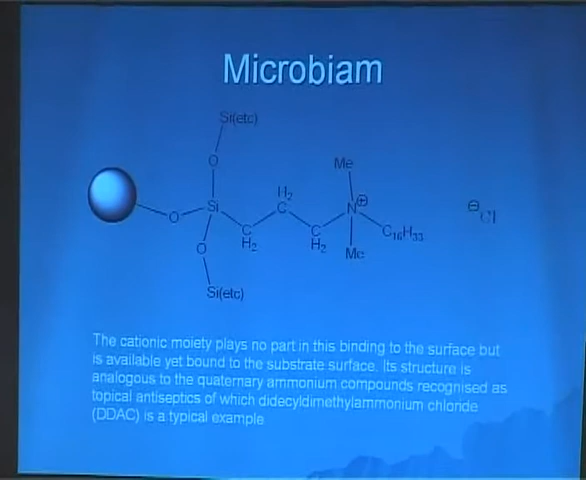 Microbiam
Si(etc)
O
Me
H₂
C
Si
N⊕
⊖Cl
O
C
H₂
C
H₂
C₁₆H₃₃
O
Me
Si(etc)
The cationic moiety plays no part in this binding to the surface but
is available yet bound to the substrate surface. Its structure is
analogous to the quaternary ammonium compounds recognised as
topical antiseptics of which didecyldimethylammonium chloride
(DDAC) is a typical example